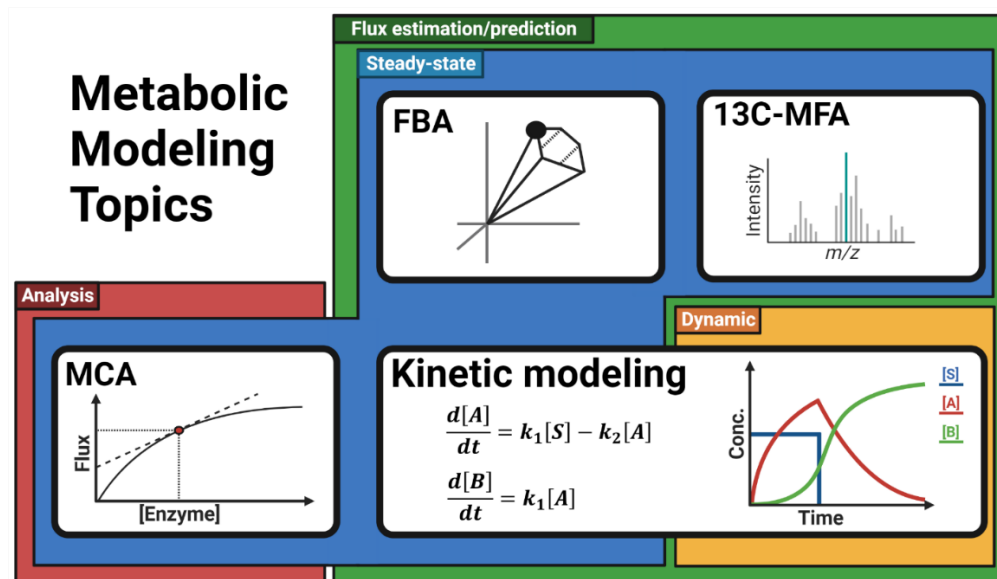 Metabolic
Modeling
Topics
Flux estimation/prediction
Steady-state
FBA
13C-MFA
Intensity
m/z
Analysis
MCA
Flux
[Enzyme]
Dynamic
Kinetic modeling
d[A]/dt = k₁[S] − k₂[A]
d[B]/dt = k₁[A]
Conc.
Time
[S]
[A]
[B]